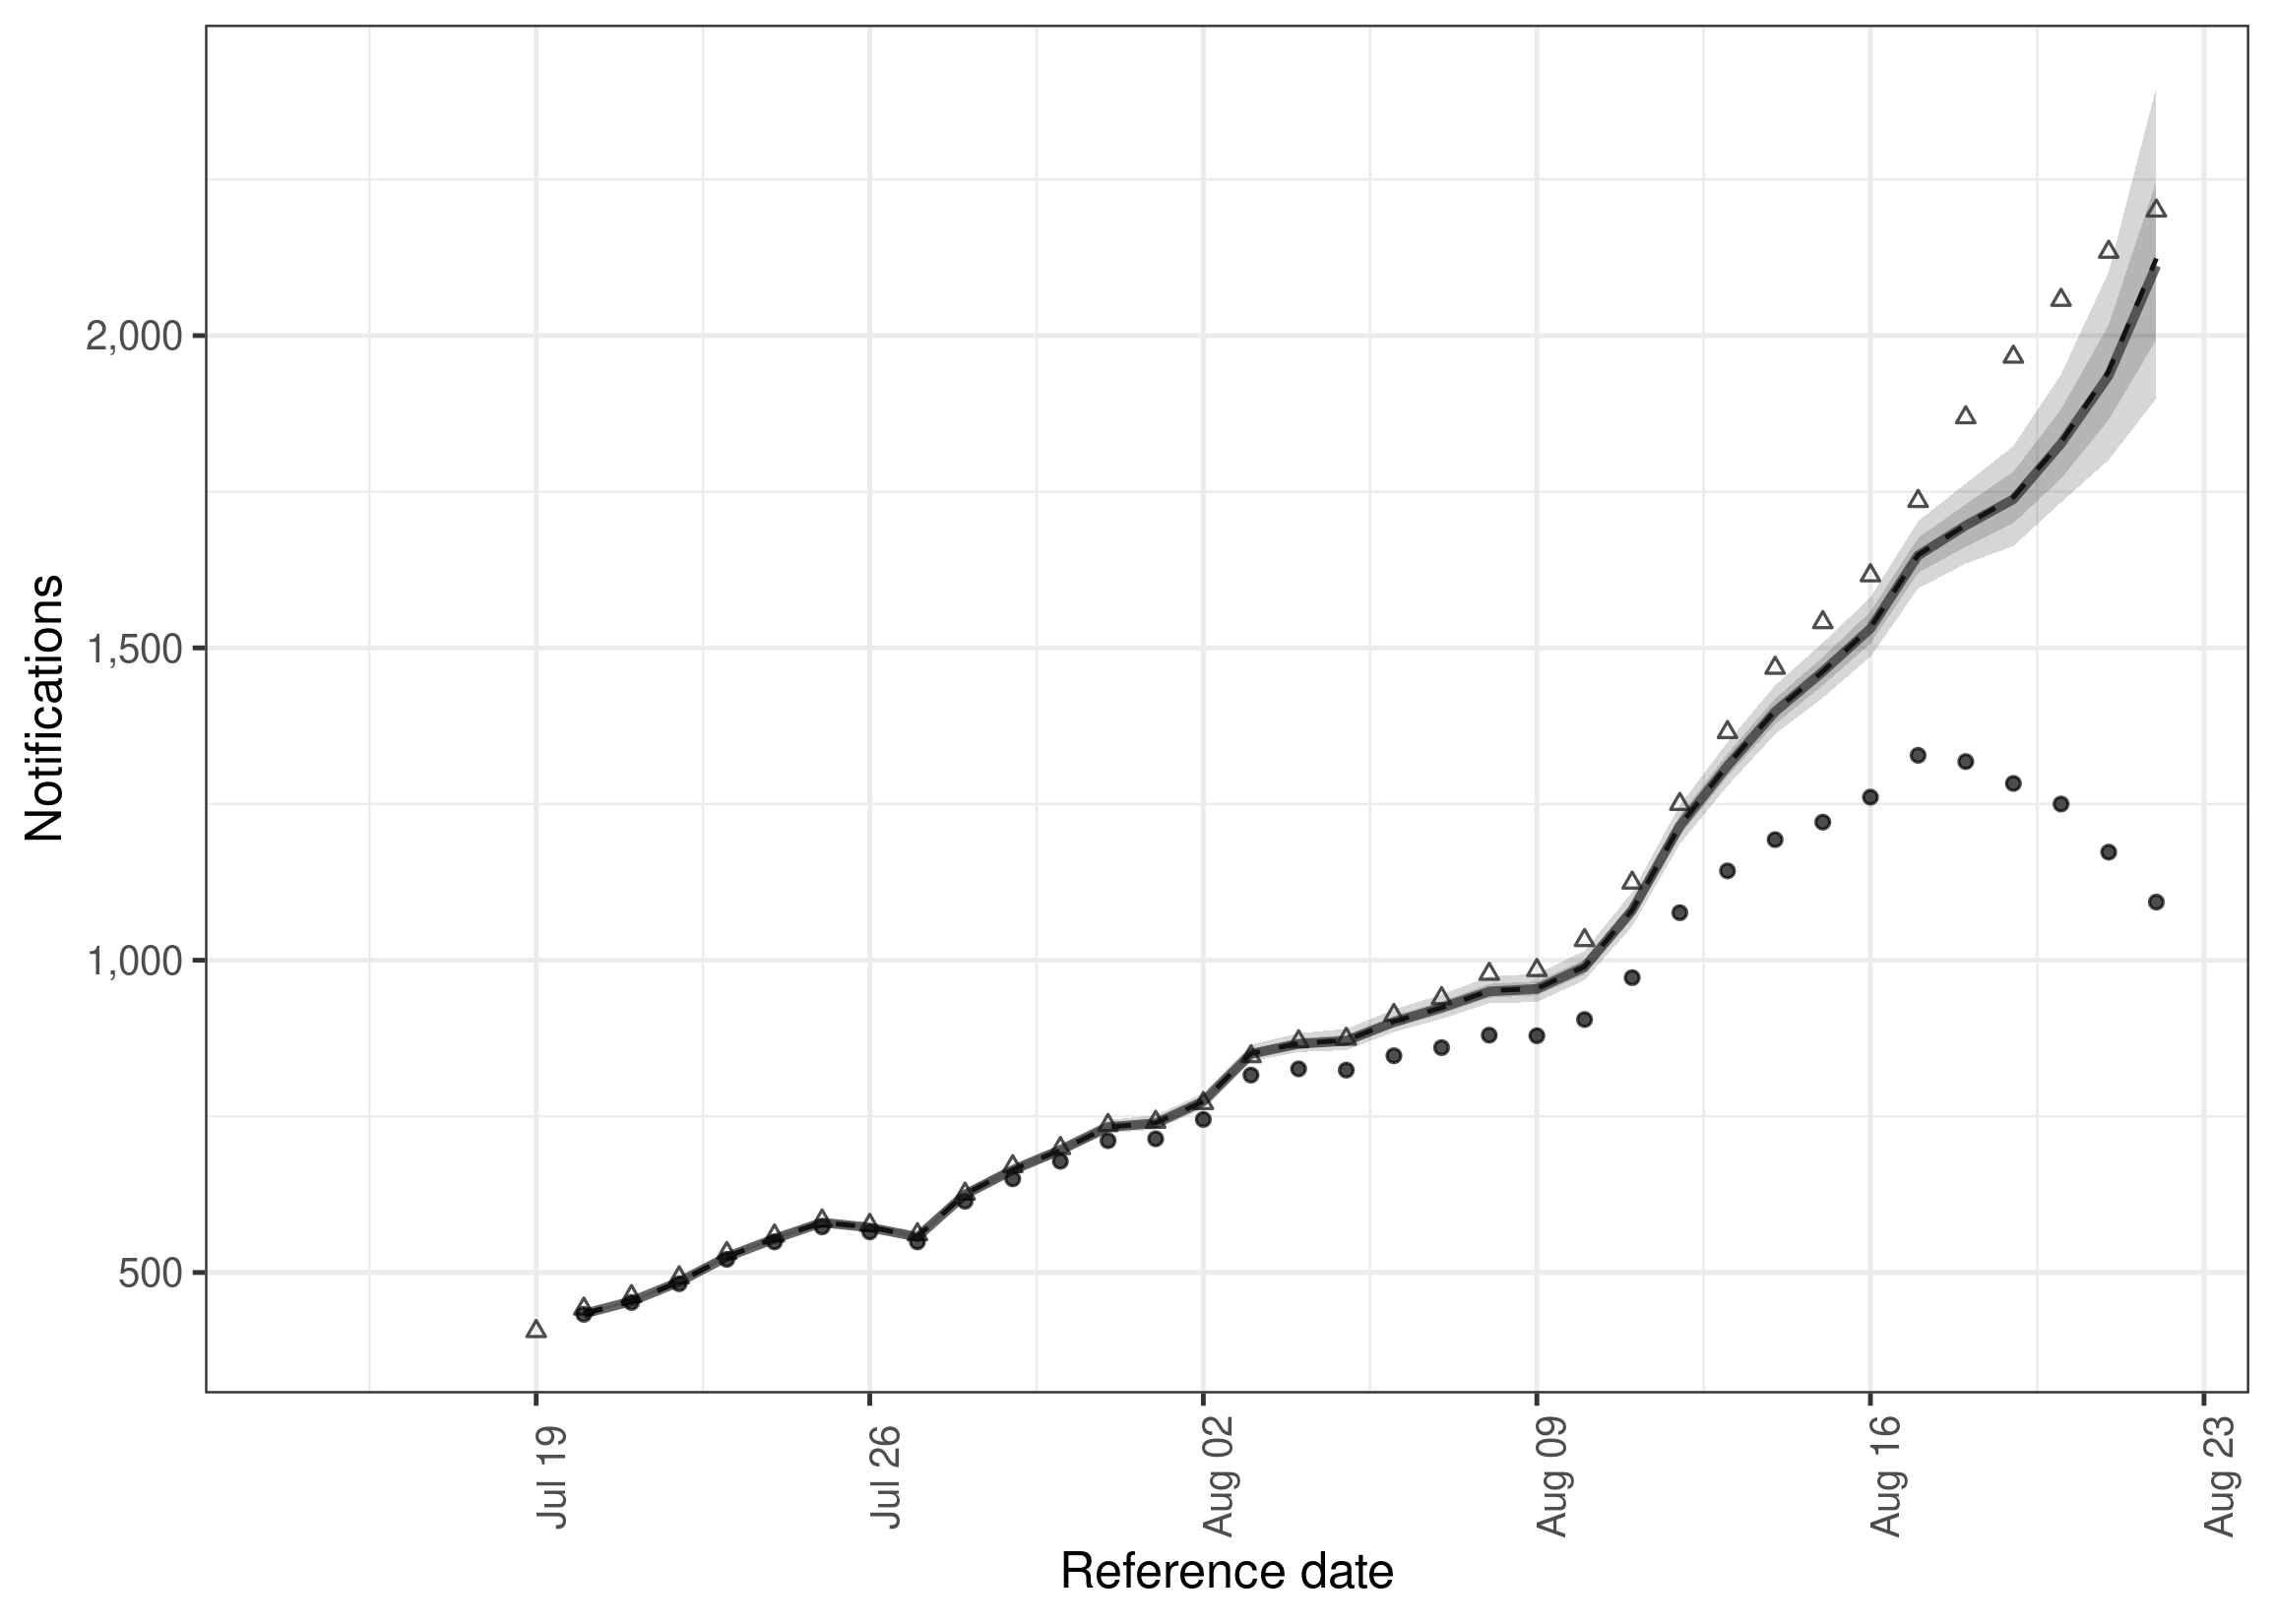 Notifications
2,000
1,500
1,000
500
Jul 19
Jul 26
Aug 02
Aug 09
Aug 16
Aug 23
Reference date